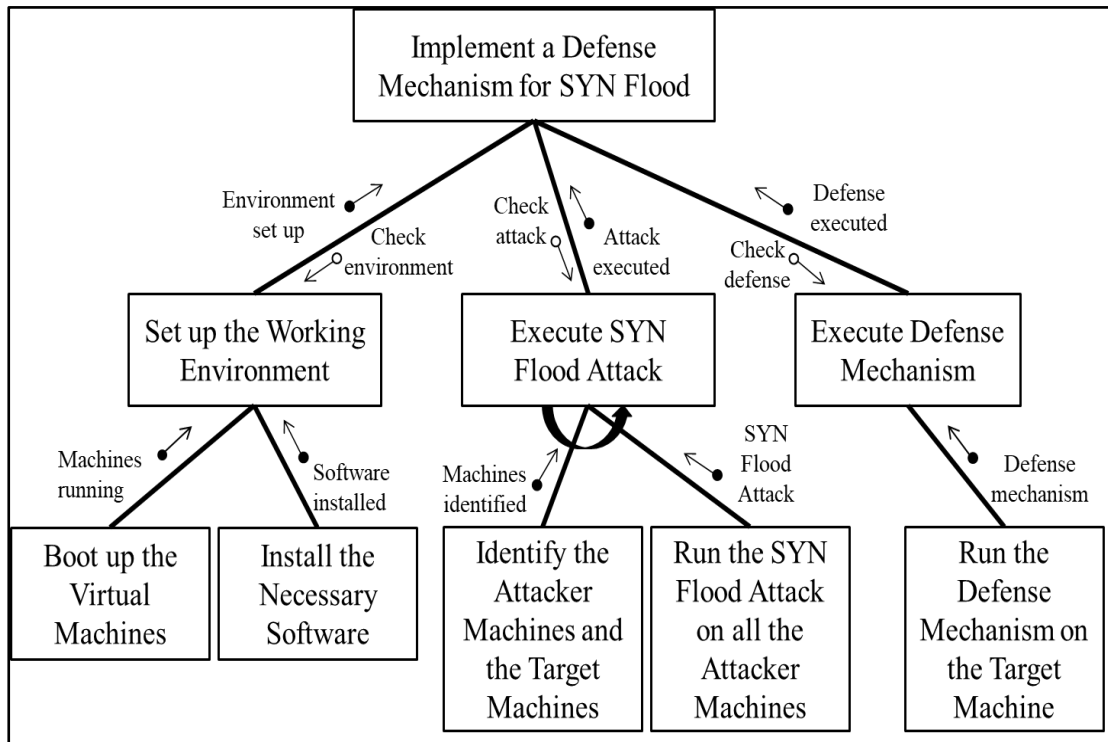 Implement a Defense
Mechanism for SYN Flood
Environment
set up
Check
environment
Check
attack
Attack
executed
Defense
executed
Check
defense
Set up the Working
Environment
Execute SYN
Flood Attack
Execute Defense
Mechanism
Machines
running
Software
installed
Machines
identified
SYN
Flood
Attack
Defense
mechanism
Boot up the
Virtual
Machines
Install the
Necessary
Software
Identify the
Attacker
Machines and
the Target
Machines
Run the SYN
Flood Attack
on all the
Attacker
Machines
Run the
Defense
Mechanism on
the Target
Machine